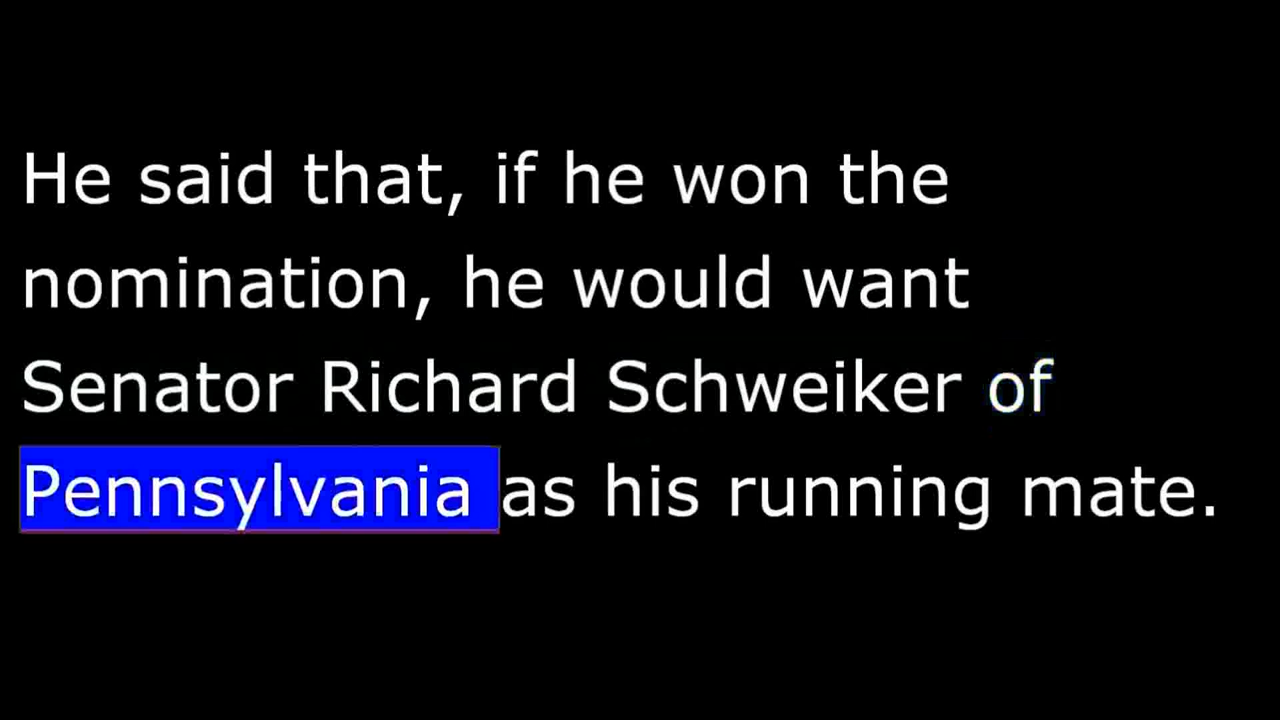 He said that, if he won the
nomination, he would want
Senator Richard Schweiker of
Pennsylvania as his running mate.